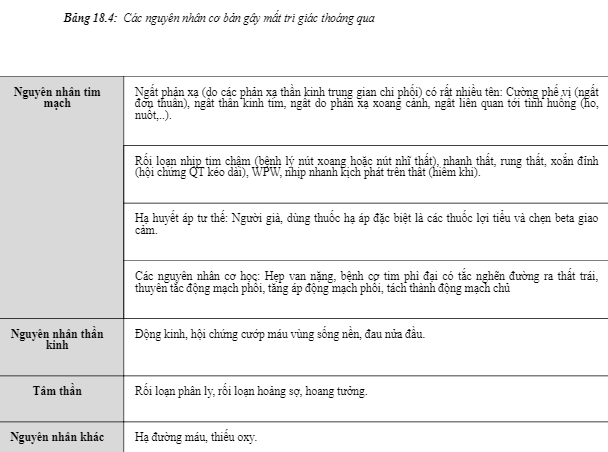 Bảng 18.4: Các nguyên nhân cơ bản gây mất tri giác thoáng qua
Nguyên nhân tim
mạch
Ngất phản xạ (do các phản xạ thần kinh trung gian chi phối) có rất nhiều tên: Cường phế vị (ngất
đơn thuần), ngất thần kinh tim, ngất do phản xạ xoang cảnh, ngất liên quan tới tình huống (ho,
nuốt,..).
Rối loạn nhịp tim chậm (bệnh lý nút xoang hoặc nút nhĩ thất), nhanh thất, rung thất, xoắn đỉnh
(hội chứng QT kéo dài), WPW, nhịp nhanh kịch phát trên thất (hiếm khi).
Hạ huyết áp tư thế: Người già, dùng thuốc hạ áp đặc biệt là các thuốc lợi tiểu và chẹn beta giao
cảm.
Các nguyên nhân cơ học: Hẹp van nặng, bệnh cơ tim phì đại có tắc nghẽn đường ra thất trái,
thuyên tắc động mạch phổi, tăng áp động mạch phổi, tách thành động mạch chủ
Nguyên nhân thần
kinh
Động kinh, hội chứng cướp máu vùng sống nền, đau nửa đầu.
Tâm thần
Rối loạn phân ly, rối loạn hoảng sợ, hoang tưởng.
Nguyên nhân khác
Hạ đường máu, thiếu oxy.